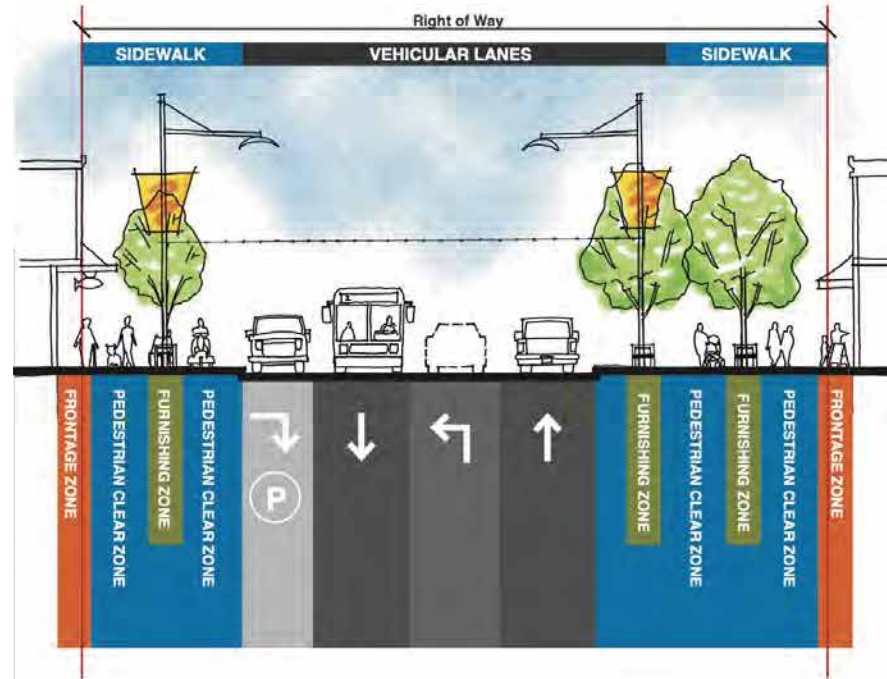 Right of Way
SIDEWALK
VEHICULAR LANES
SIDEWALK
FRONTAGE ZONE
PEDESTRIAN CLEAR ZONE
FURNISHING ZONE
PEDESTRIAN CLEAR ZONE
P
FURNISHING ZONE
PEDESTRIAN CLEAR ZONE
FURNISHING ZONE
PEDESTRIAN CLEAR ZONE
FRONTAGE ZONE